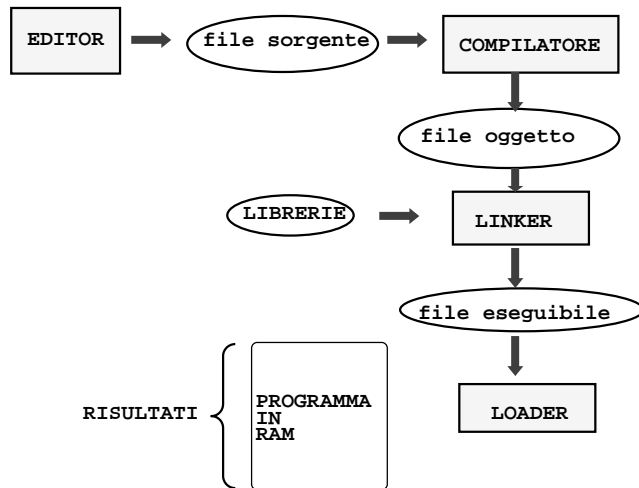 EDITOR
file sorgente
COMPILATORE
file oggetto
LIBRERIE
LINKER
file eseguibile
RISULTATI
PROGRAMMA
IN
RAM
LOADER